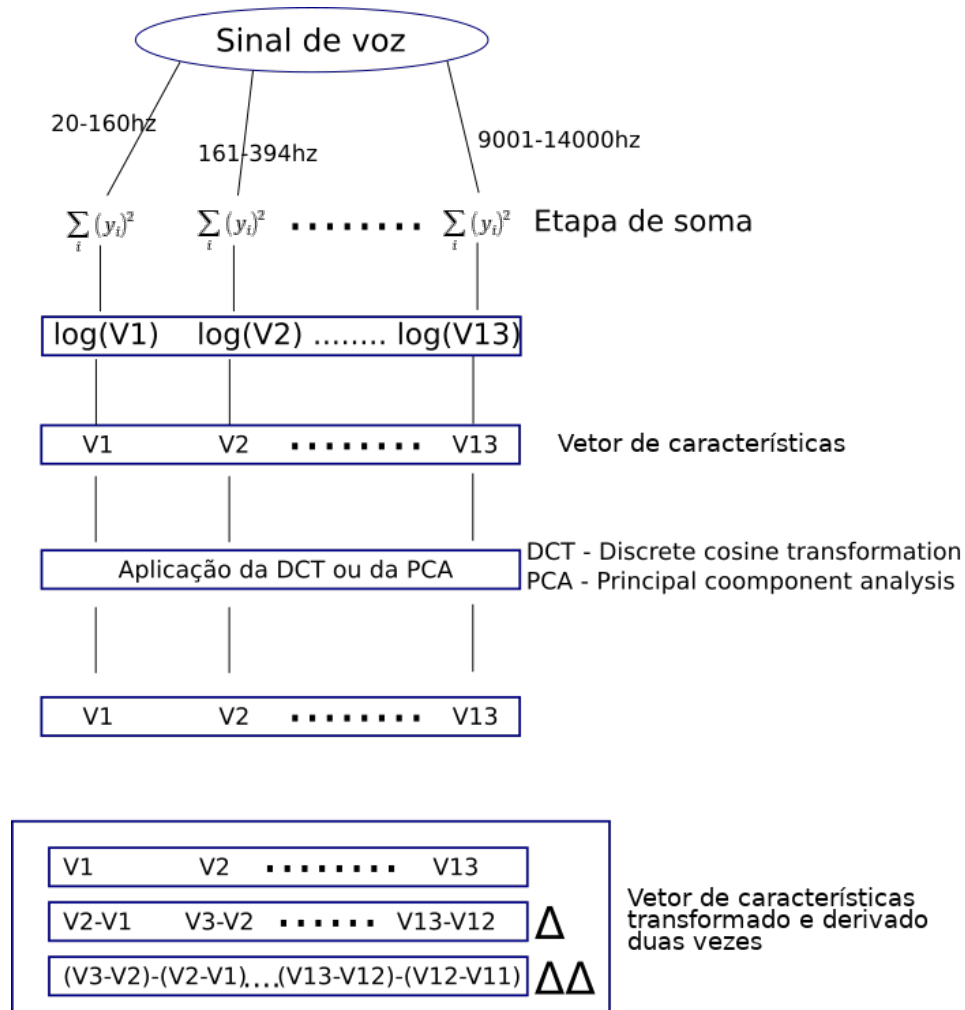 Sinal de voz
20-160hz
161-394hz
9001-14000hz
∑i (yi)² ∑i (yi)² ........ ∑i (yi)² Etapa de soma
log(V1) log(V2) ........ log(V13)
V1 V2 ........ V13 Vetor de característícas
Aplicação da DCT ou da PCA
DCT - Discrete cosine transformation
PCA - Principal coomponent analysis
V1 V2 ........ V13
V1 V2 ........ V13
V2-V1 V3-V2 ...... V13-V12 Δ
(V3-V2)-(V2-V1)....(V13-V12)-(V12-V11) ΔΔ
Vetor de característícas
transformado e derivado
duas vezes